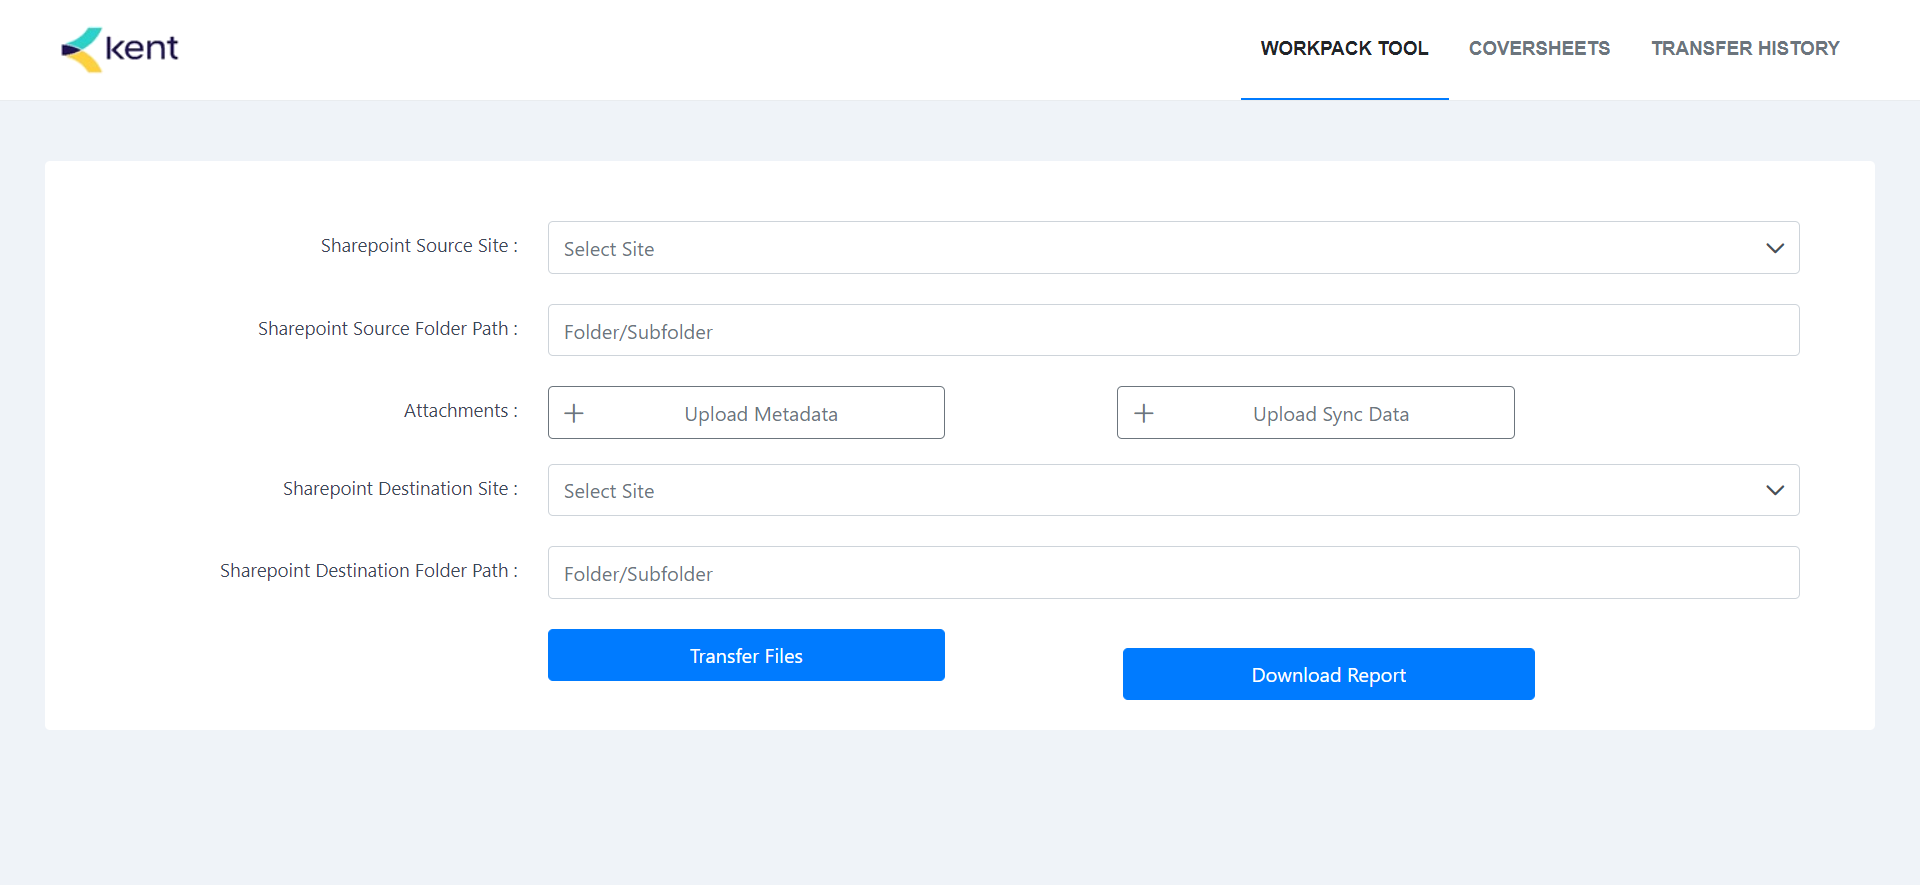 kent
WORKPACK TOOL COVERSHEETS TRANSFER HISTORY
Sharepoint Source Site : Select Site
Sharepoint Source Folder Path : Folder/Subfolder
Attachments : Upload Metadata Upload Sync Data
Sharepoint Destination Site : Select Site
Sharepoint Destination Folder Path : Folder/Subfolder
Transfer Files
Download Report